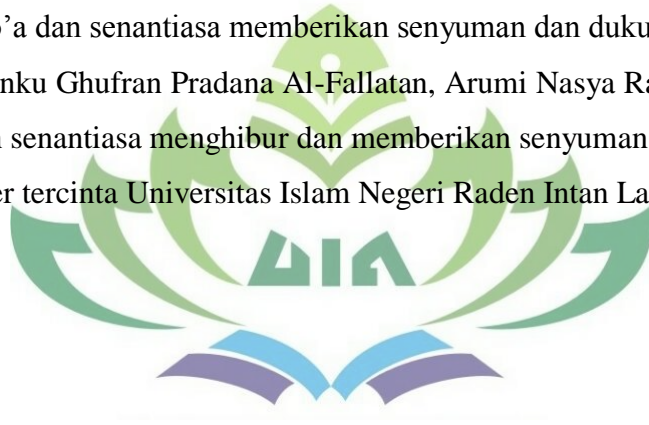 o’a dan senantiasa memberikan senyuman dan duku
nku Ghufran Pradana Al-Fallatan, Arumi Nasya Ra
n senantiasa menghibur dan memberikan senyuman
er tercinta Universitas Islam Negeri Raden Intan La
UIN